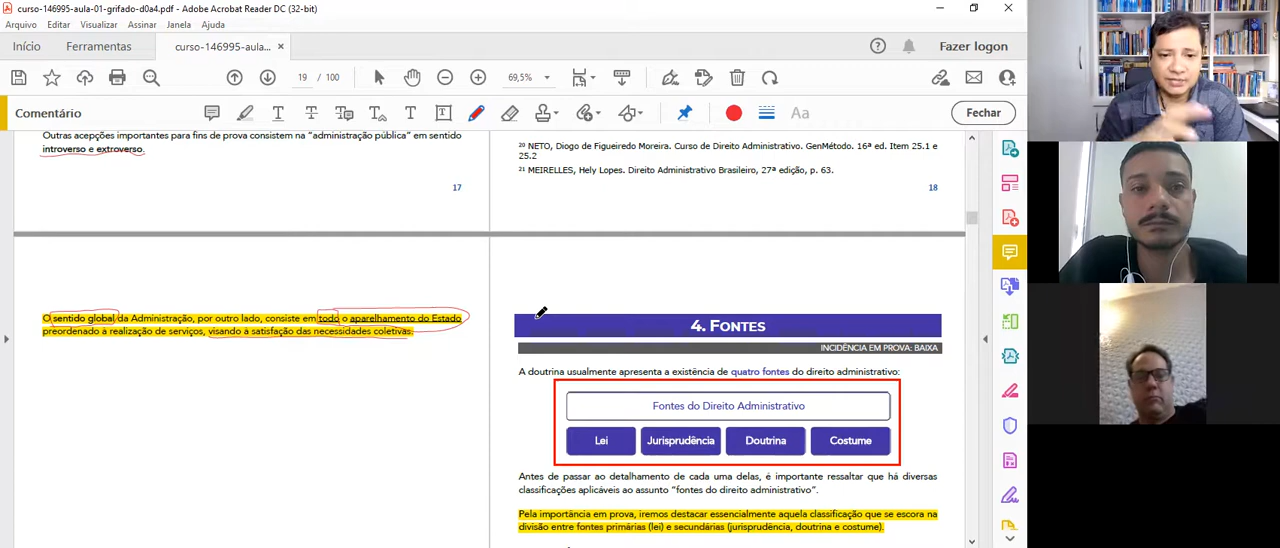 curso-146995-aula-01-grifado-d0a4.pdf - Adobe Acrobat Reader DC (32-bit)
Arquivo Editar Visualizar Assinar Janela Ajuda
Início Ferramentas curso-146995-aula... × Fazer logon
19 / 100 69,5%
Comentário Aa Fechar
Outras acepções importantes para fins de prova consistem na “administração pública” em sentido
introverso e extroverso.
17
20 NETO, Diogo de Figueiredo Moreira. Curso de Direito Administrativo. GenMétodo. 16ª ed. Item 25.1 e
25.2
21 MEIRELLES, Hely Lopes. Direito Administrativo Brasileiro, 27ª edição, p. 63.
18
O sentido global da Administração, por outro lado, consiste em todo o aparelhamento do Estado
preordenado à realização de serviços, visando à satisfação das necessidades coletivas.
4. FONTES
INCIDÊNCIA EM PROVA: BAIXA
A doutrina usualmente apresenta a existência de quatro fontes do direito administrativo:
Fontes do Direito Administrativo
Lei Jurisprudência Doutrina Costume
Antes de passar ao detalhamento de cada uma delas, é importante ressaltar que há diversas
classificações aplicáveis ao assunto “fontes do direito administrativo”.
Pela importância em prova, iremos destacar essencialmente aquela classificação que se escora na
divisão entre fontes primárias (lei) e secundárias (jurisprudência, doutrina e costume).